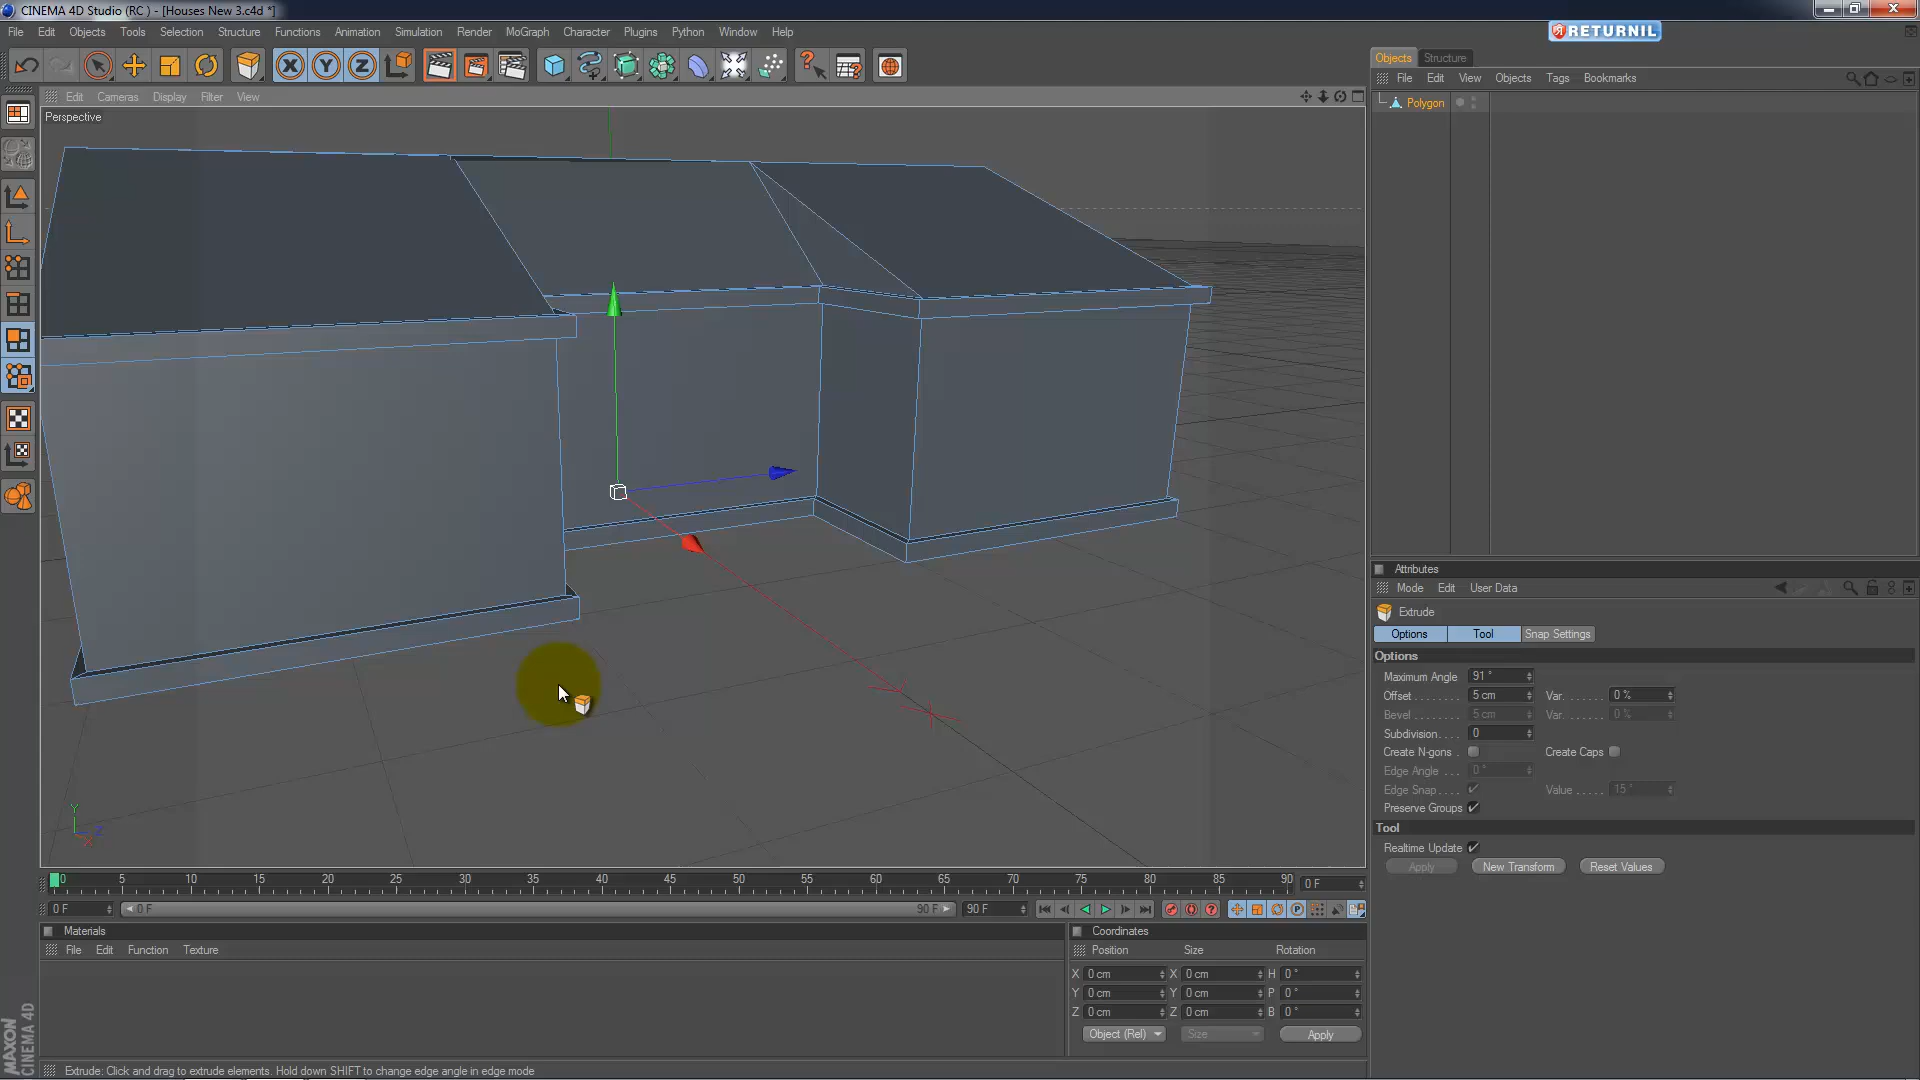 CINEMA 4D Studio (RC ) - [Houses New 3.c4d *]
File Edit Objects Tools Selection Structure Functions Animation Simulation Render MoGraph Character Plugins Python Window Help
RETURNIL
Edit Cameras Display Filter View
Perspective
Objects Structure
File Edit View Objects Tags Bookmarks
Polygon
Attributes
Mode Edit User Data
Extrude
Options Tool Snap Settings
Options
Maximum Angle 91 °
Offset 5 cm Var. 0 %
Bevel 5 cm Var. 0 %
Subdivision 0
Create N-gons Create Caps
Edge Angle 0 °
Edge Snap Value 15 °
Preserve Groups
Tool
Realtime Update
Apply New Transform Reset Values
Y Z X
0 5 10 15 20 25 30 35 40 45 50 55 60 65 70 75 80 85 90 0 F
0 F 0 F 90 F 90 F
Materials
File Edit Function Texture
Coordinates
Position Size Rotation
X 0 cm X 0 cm H 0 °
Y 0 cm Y 0 cm P 0 °
Z 0 cm Z 0 cm B 0 °
Object (Rel) Size Apply
MAXON CINEMA 4D
Extrude: Click and drag to extrude elements. Hold down SHIFT to change edge angle in edge mode